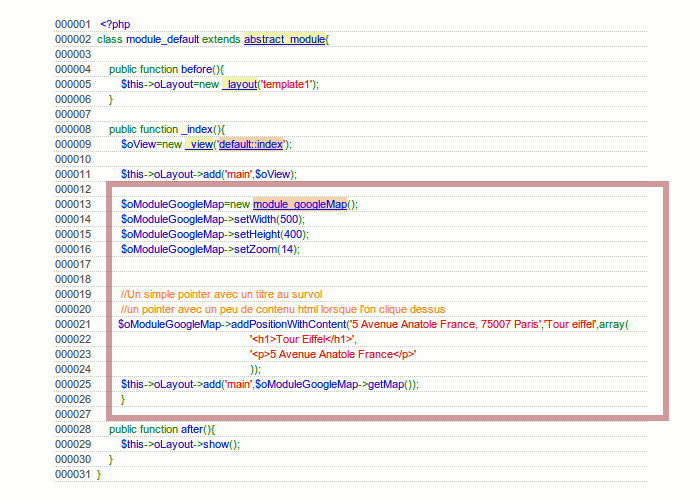 000001 <?php
000002 class module_default extends abstract_module{
000003
000004 public function before(){
000005 $this->oLayout=new _layout('template1');
000006 }
000007
000008 public function _index(){
000009 $oView=new _view('default::index');
000010
000011 $this->oLayout->add('main',$oView);
000012
000013 $oModuleGoogleMap=new module_googleMap();
000014 $oModuleGoogleMap->setWidth(500);
000015 $oModuleGoogleMap->setHeight(400);
000016 $oModuleGoogleMap->setZoom(14);
000017
000018
000019 //Un simple pointer avec un titre au survol
000020 //un pointer avec un peu de contenu html lorsque l'on clique dessus
000021 $oModuleGoogleMap->addPositionWithContent('5 Avenue Anatole France, 75007 Paris','Tour eiffel',array(
000022 '<h1>Tour Eiffel</h1>',
000023 '<p>5 Avenue Anatole France</p>'
000024 ));
000025 $this->oLayout->add('main',$oModuleGoogleMap->getMap());
000026 }
000027
000028 public function after(){
000029 $this->oLayout->show();
000030 }
000031 }